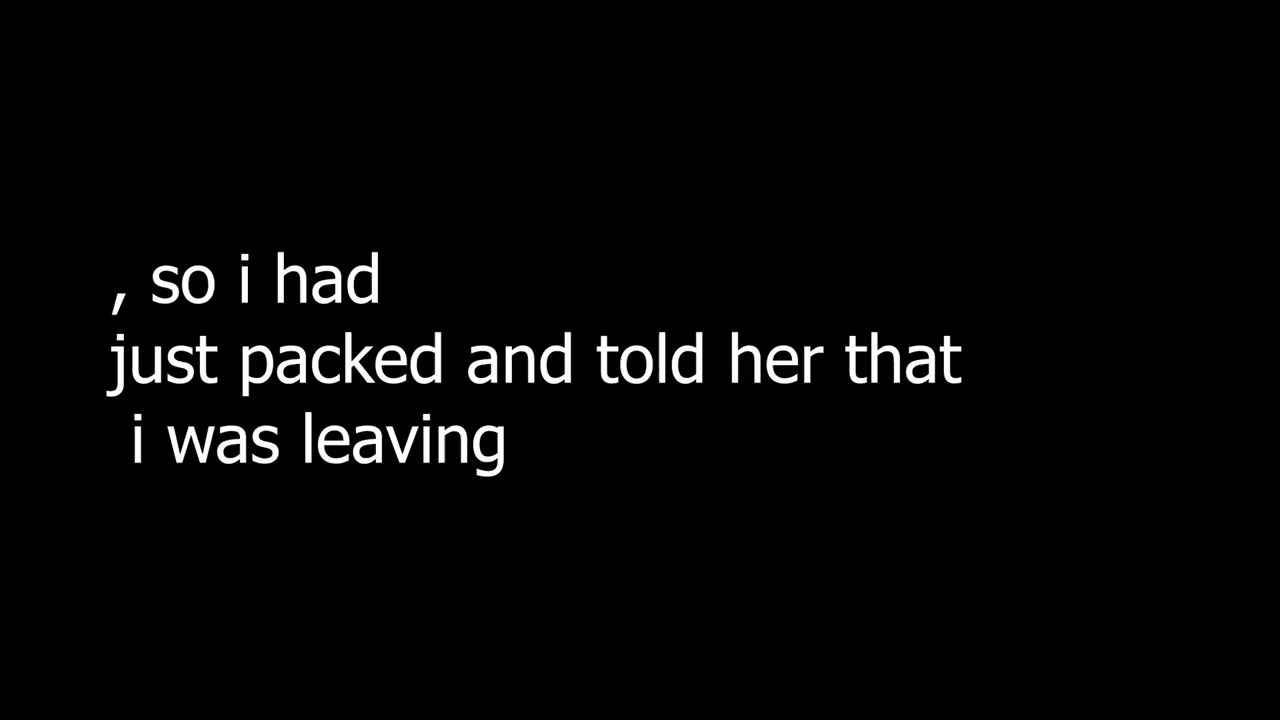 , so i had
just packed and told her that
i was leaving